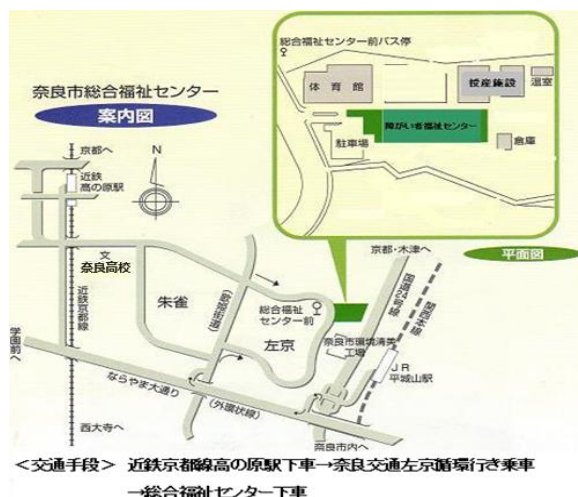 奈良市総合福祉センター
案内図
総合福祉センター前バス停
体育館
授産施設
温室
障がい者福祉センター
駐車場
倉庫
平面図
N
京都へ
近鉄
高の原駅
文
奈良高校
朱雀
近鉄京都線
学園前へ
西大寺へ
ならやま大通り
(外環状線)
(歌姫街道)
総合福祉
センター前
左京
京都・木津へ
国道24号線
関西本線
奈良市環境清美
工場
JR
平城山駅
奈良市内へ
<交通手段> 近鉄京都線高の原駅下車→奈良交通左京循環行き乗車
→総合福祉センター下車